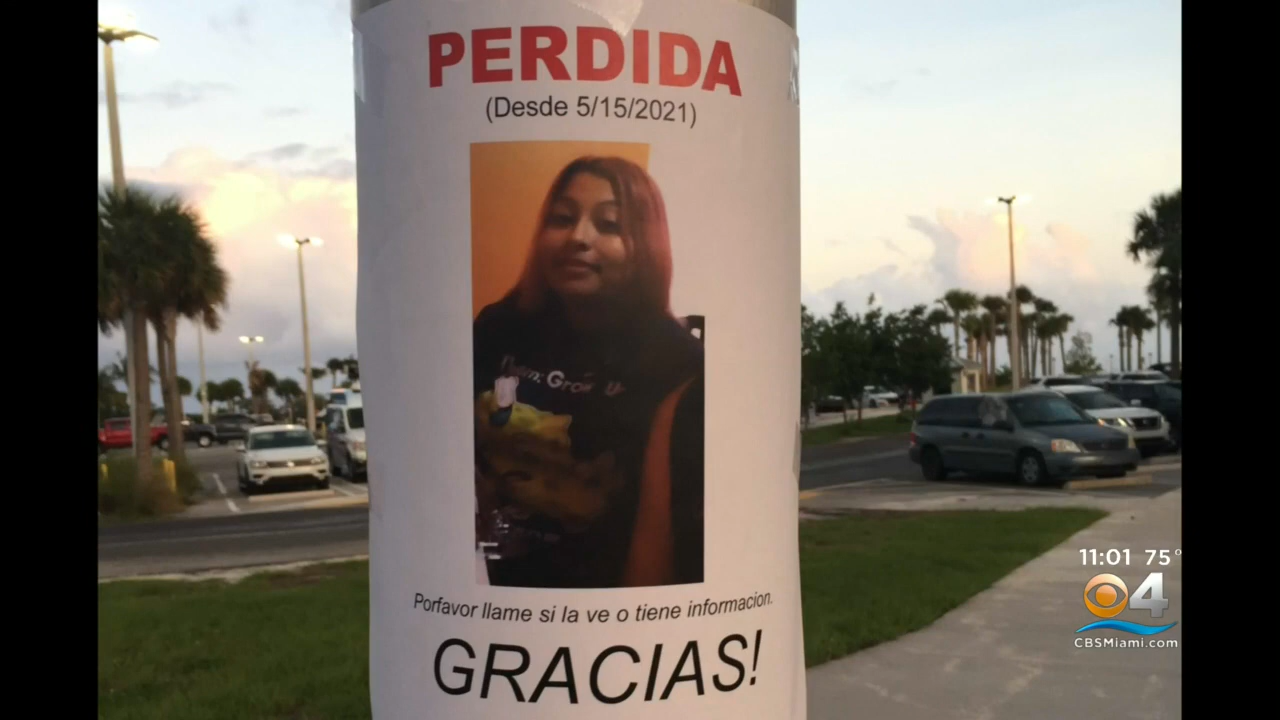 PERDIDA
(Desde 5/15/2021)
Porfavor llame si la ve o tiene informacion.
GRACIAS!
11:01 75°
4
CBSMiami.com